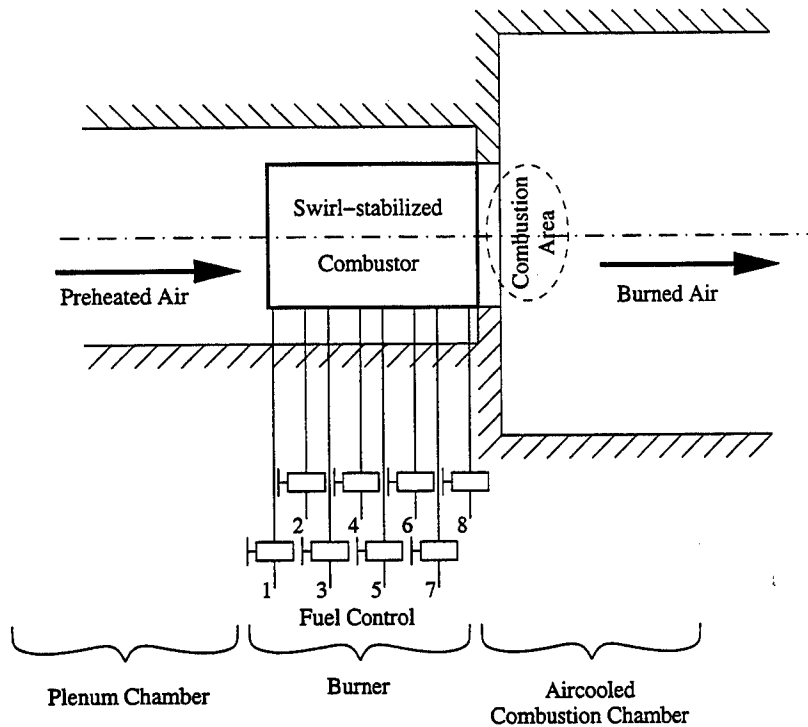 Swirl-stabilized
Combustor
Combustion
Area
Preheated Air
Burned Air
2 4 6 8
1 3 5 7
Fuel Control
Plenum Chamber
Burner
Aircooled
Combustion Chamber